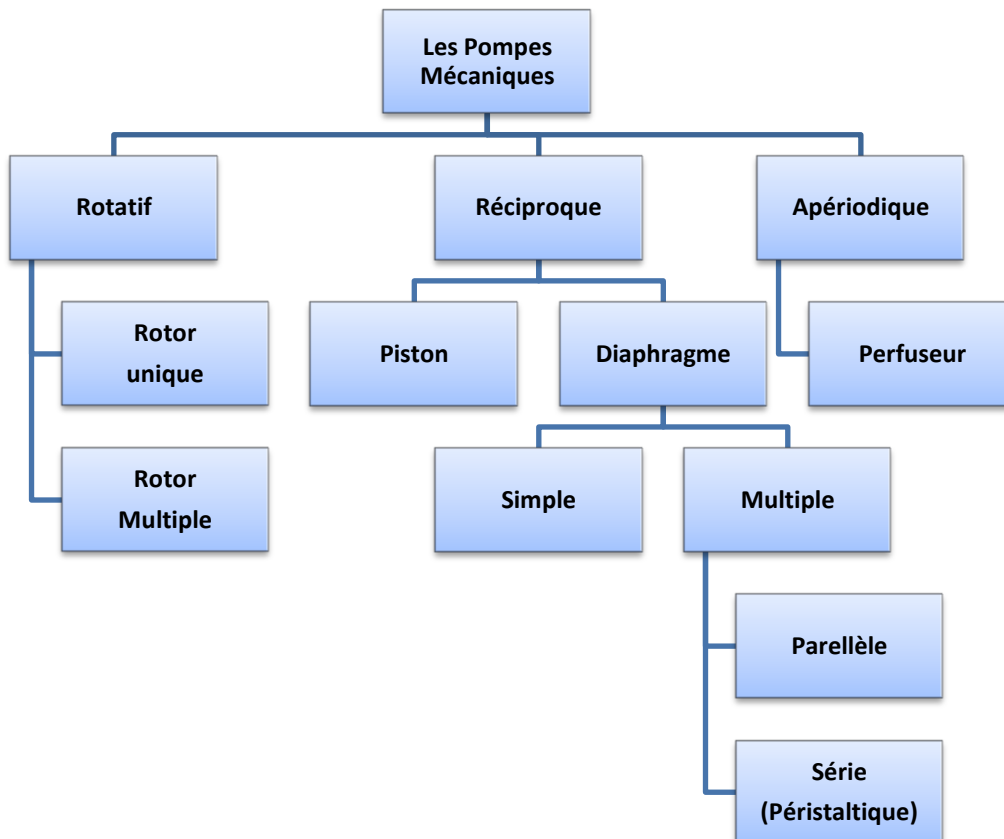 Les Pompes
Mécaniques
Rotatif
Réciproque
Apériodique
Rotor
unique
Piston
Diaphragme
Perfuseur
Rotor
Multiple
Simple
Multiple
Parellèle
Série
(Péristaltique)